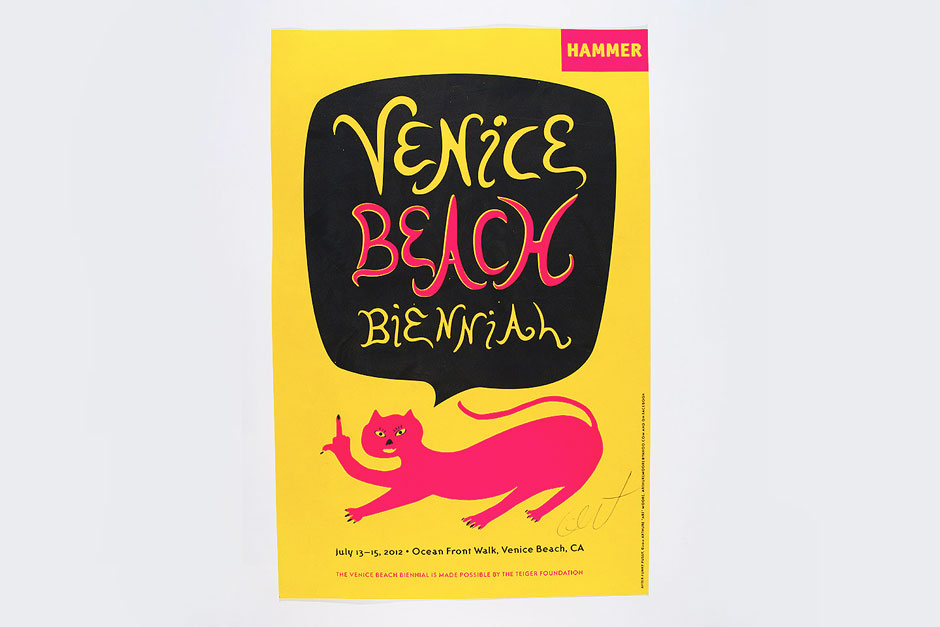 HAMMER
VENiCE
BEACH
BiENNiAL
July 13–15, 2012 • Ocean Front Walk, Venice Beach, CA
THE VENICE BEACH BIENNIAL IS MADE POSSIBLE BY THE TEIGER FOUNDATION